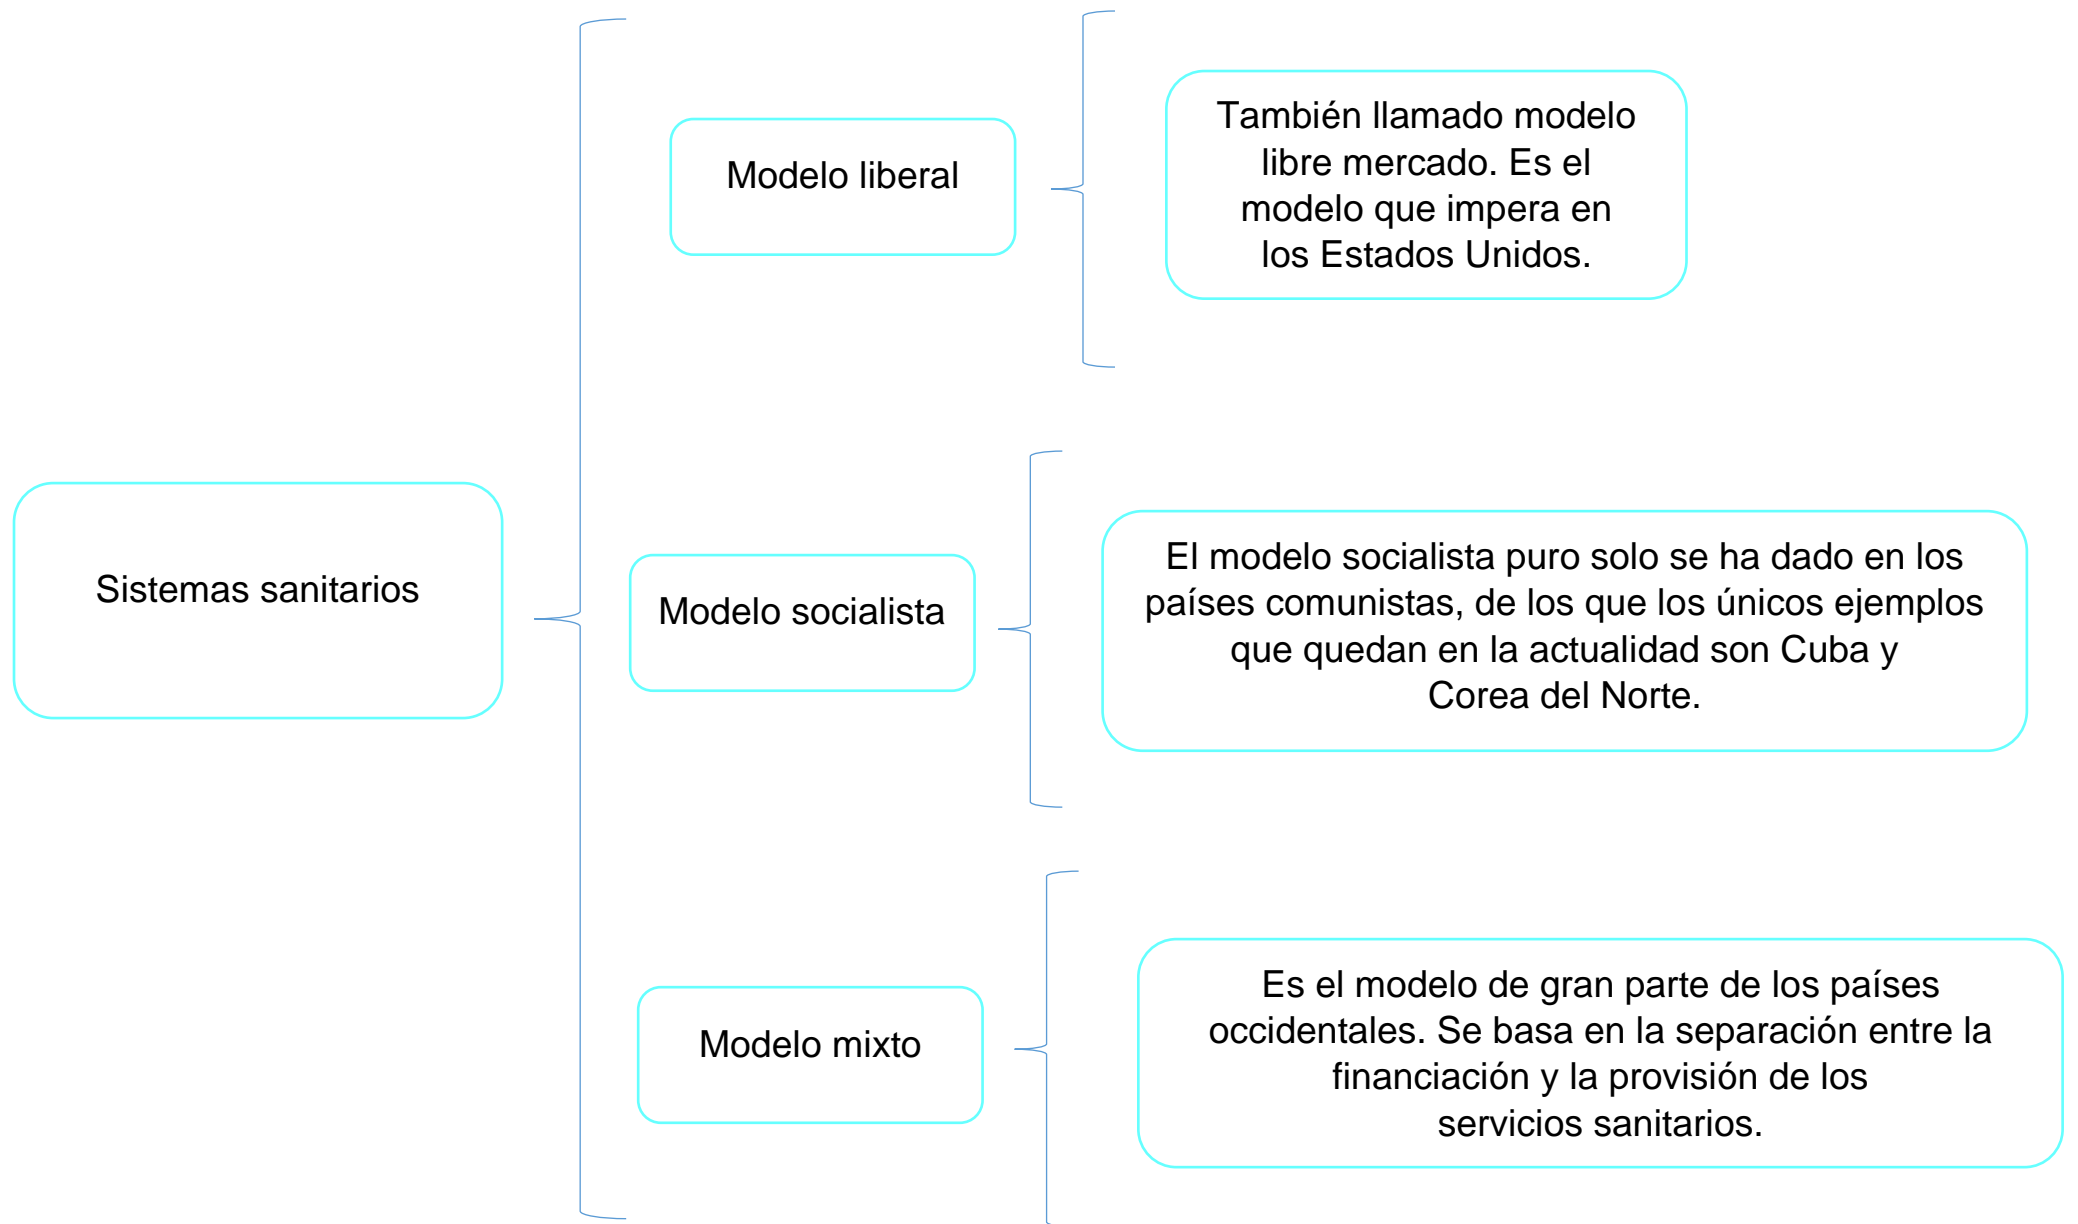 Sistemas sanitarios
Modelo liberal
También llamado modelo
libre mercado. Es el
modelo que impera en
los Estados Unidos.
Modelo socialista
El modelo socialista puro solo se ha dado en los
países comunistas, de los que los únicos ejemplos
que quedan en la actualidad son Cuba y
Corea del Norte.
Modelo mixto
Es el modelo de gran parte de los países
occidentales. Se basa en la separación entre la
financiación y la provisión de los
servicios sanitarios.